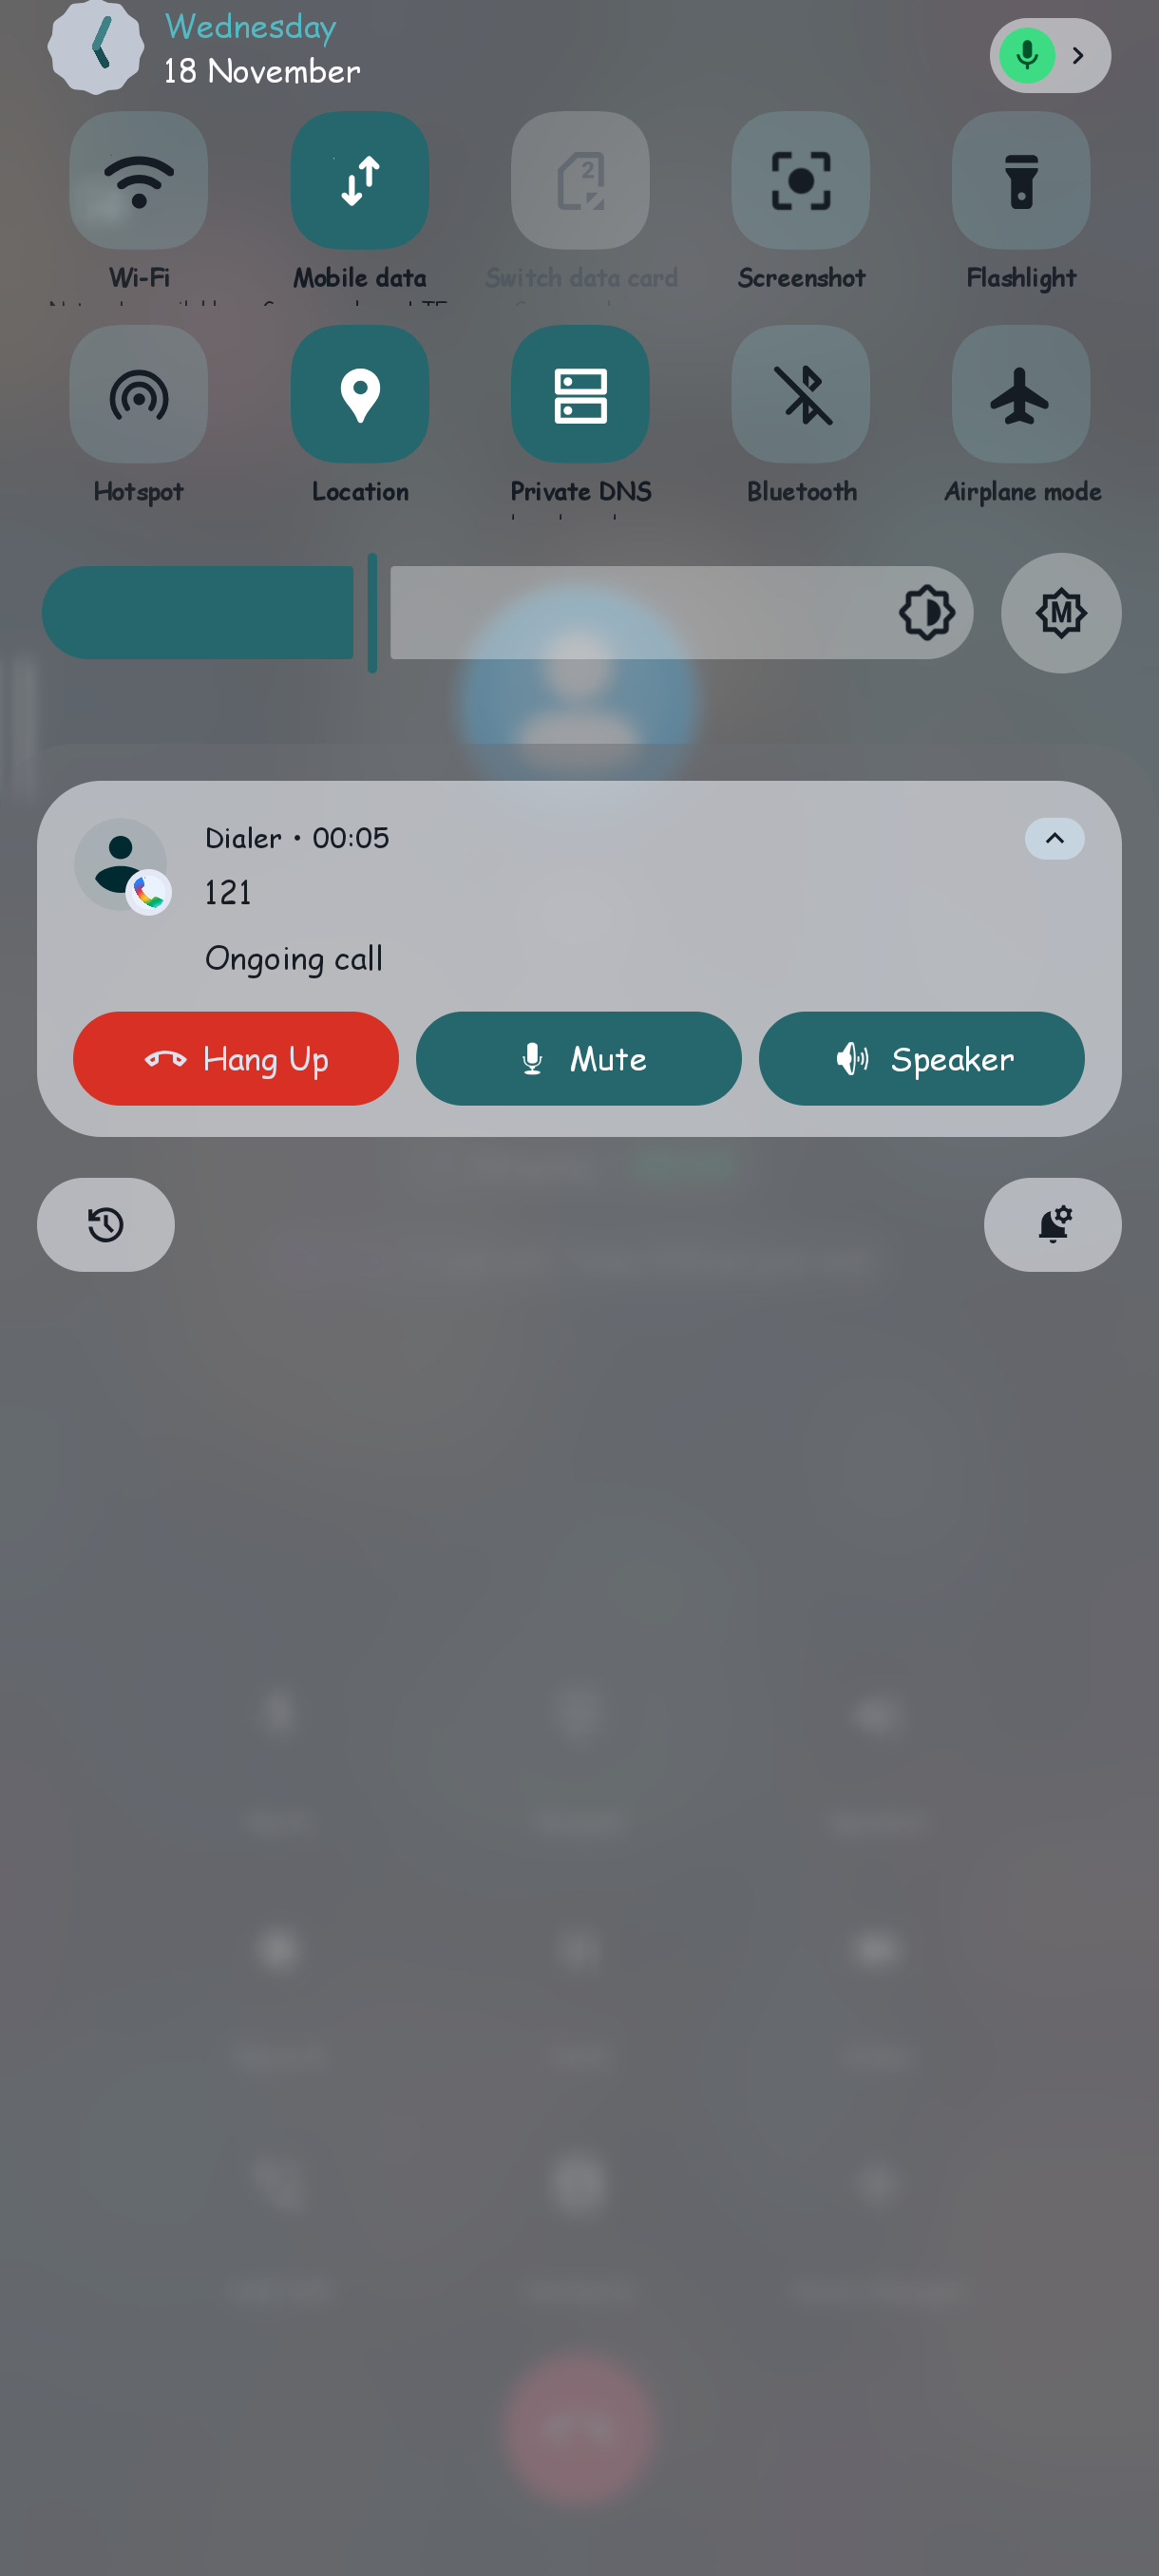 Wednesday
18 November
Wi-Fi
Mobile data
Switch data card
2
Screenshot
Flashlight
Hotspot
Location
Private DNS
Bluetooth
Airplane mode
M
Dialer • 00:05
121
Ongoing call
Hang Up
Mute
Speaker